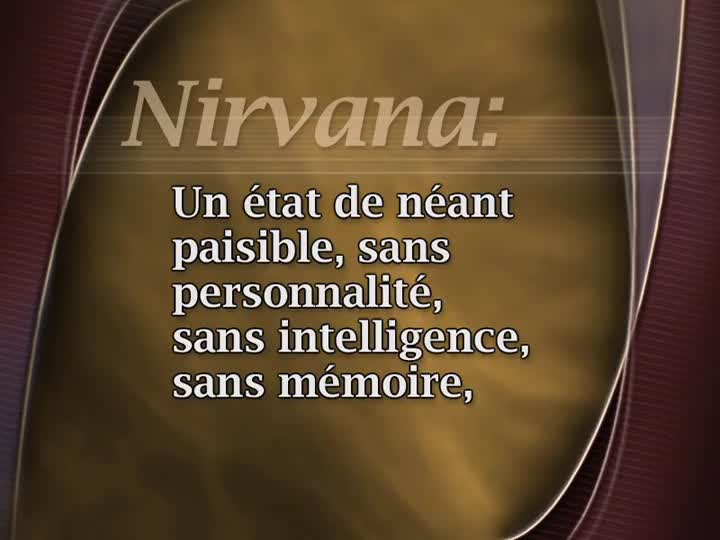 Nirvana:
Un état de néant
paisible, sans
personnalité,
sans intelligence,
sans mémoire,